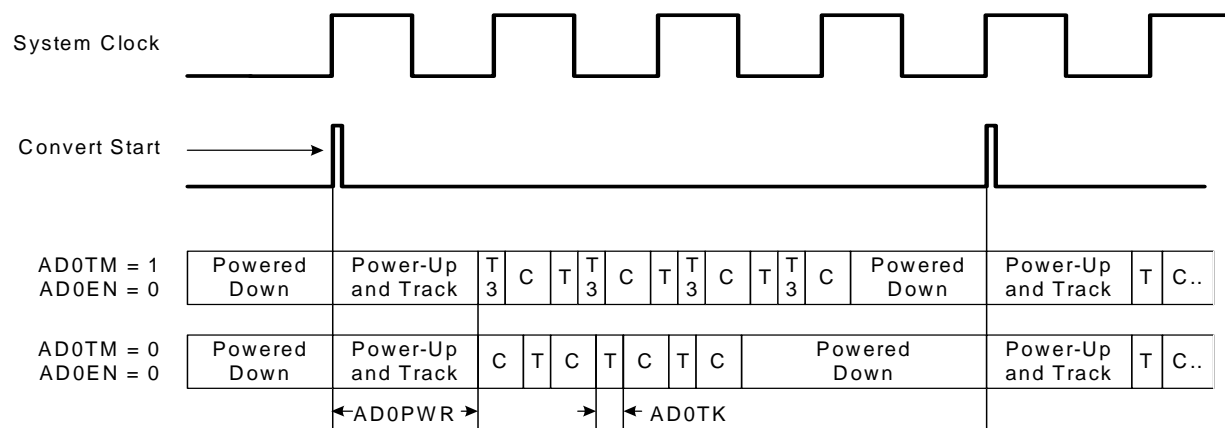 System Clock
Convert Start
AD0TM = 1
AD0EN = 0
Powered
Down
Power-Up
and Track
T
3
C
T
T
3
C
T
T
3
C
T
T
3
C
Powered
Down
Power-Up
and Track
T
C..
AD0TM = 0
AD0EN = 0
Powered
Down
Power-Up
and Track
C
T
C
T
C
T
C
Powered
Down
Power-Up
and Track
T
C..
AD0PWR
AD0TK